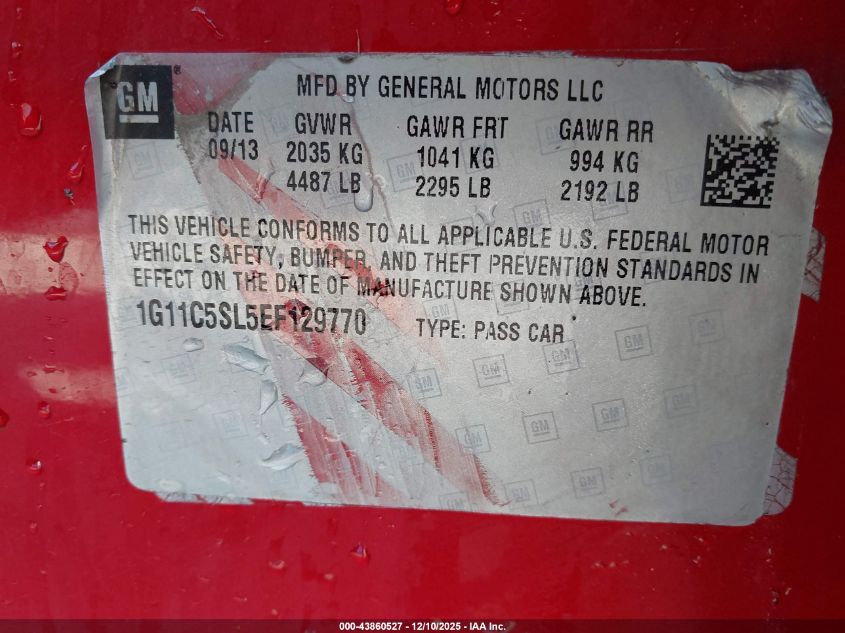 GM
MFD BY GENERAL MOTORS LLC
DATE GVWR GAWR FRT GAWR RR
09/13 2035 KG 1041 KG 994 KG
4487 LB 2295 LB 2192 LB
THIS VEHICLE CONFORMS TO ALL APPLICABLE U.S. FEDERAL MOTOR
VEHICLE SAFETY, BUMPER, AND THEFT PREVENTION STANDARDS IN
EFFECT ON THE DATE OF MANUFACTURE SHOWN ABOVE.
1G11C5SL5EF129770 TYPE: PASS CAR
000-43860527 - 12/10/2025 - IAA Inc.